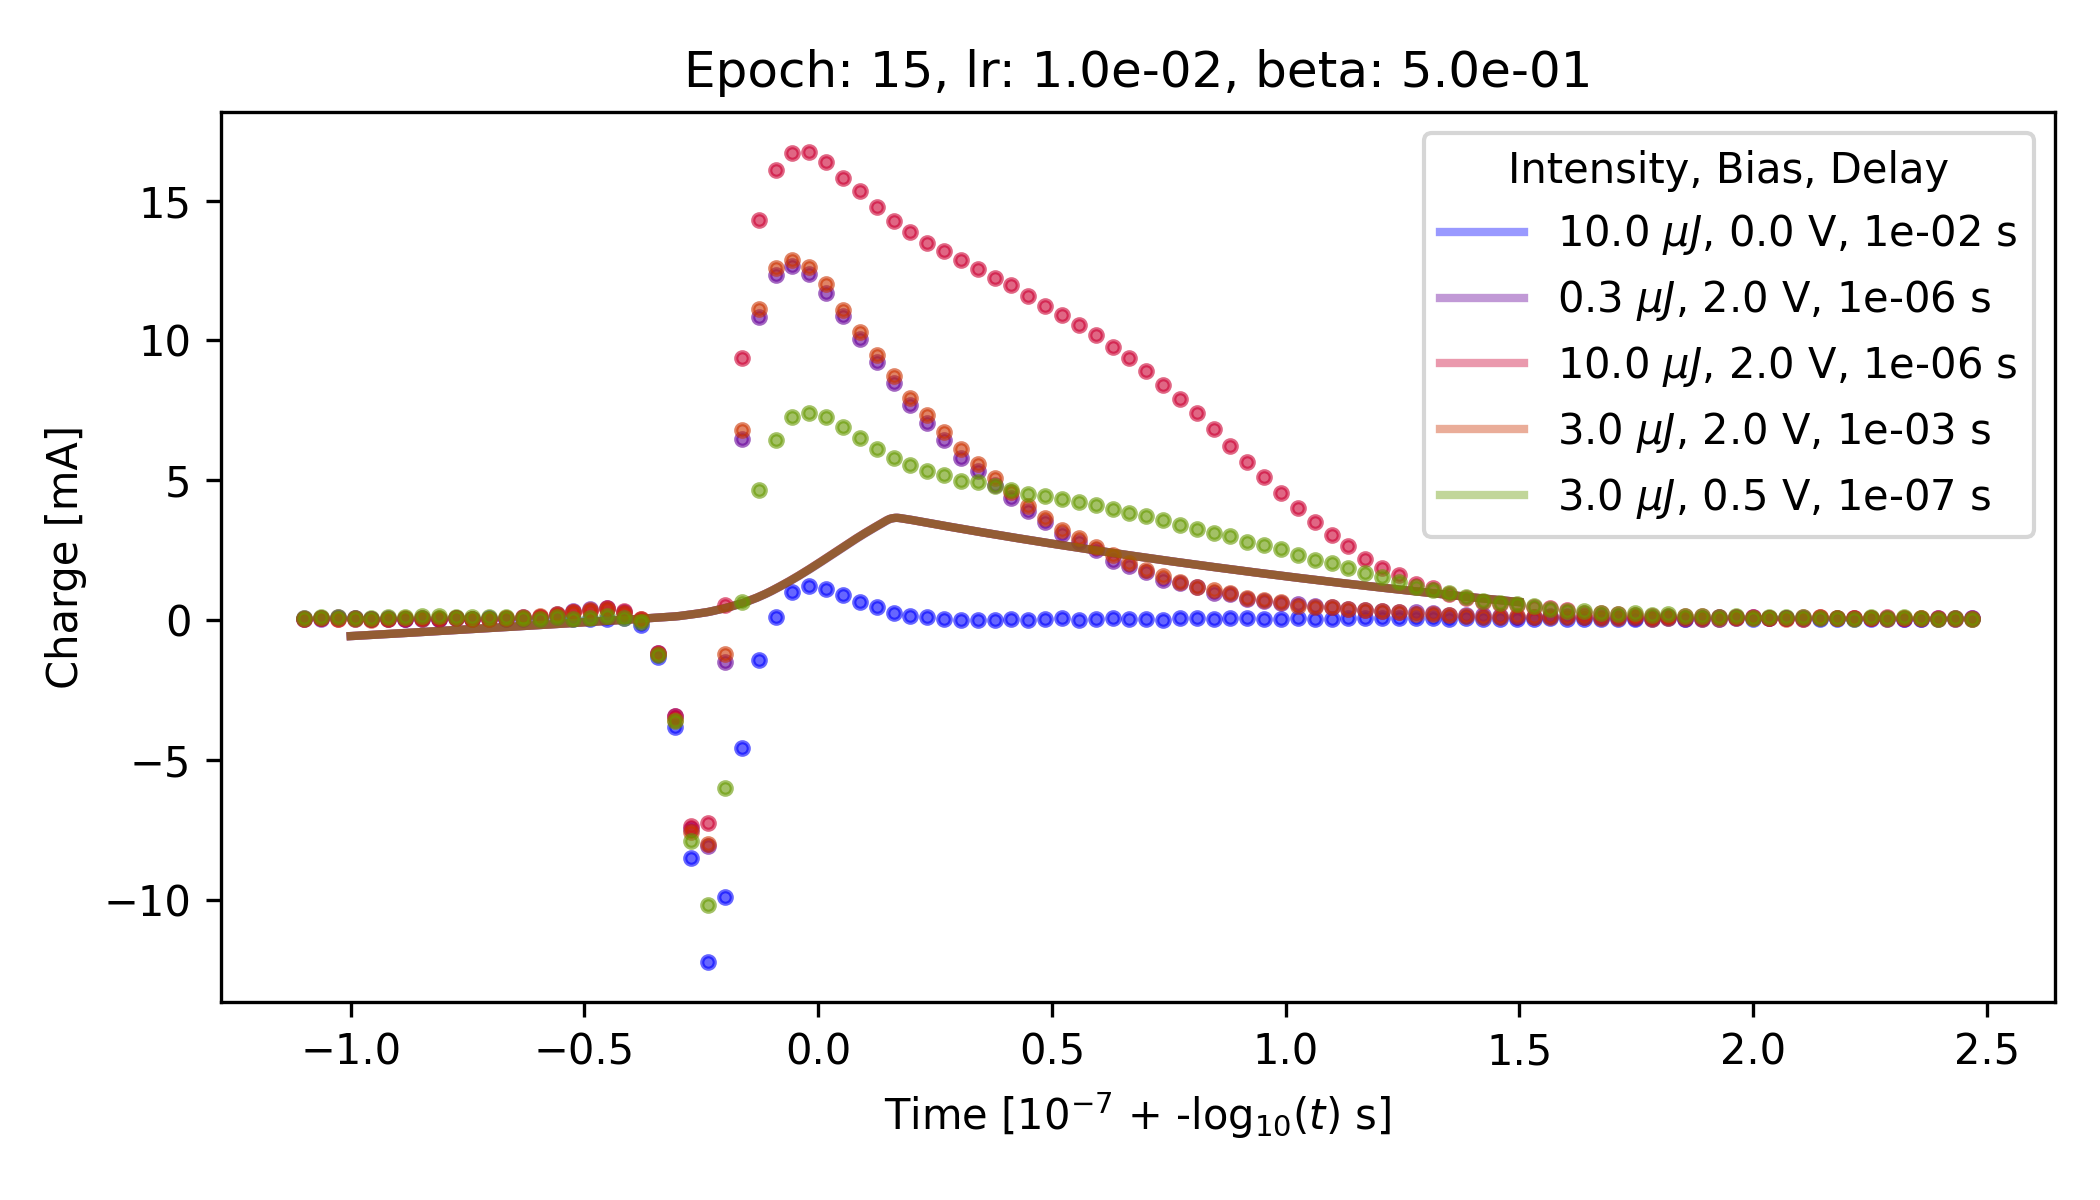 Epoch: 15, lr: 1.0e-02, beta: 5.0e-01
Intensity, Bias, Delay
10.0 μJ, 0.0 V, 1e-02 s
0.3 μJ, 2.0 V, 1e-06 s
10.0 μJ, 2.0 V, 1e-06 s
3.0 μJ, 2.0 V, 1e-03 s
3.0 μJ, 0.5 V, 1e-07 s
Charge [mA]
15
10
5
0
−5
−10
−1.0 −0.5 0.0 0.5 1.0 1.5 2.0 2.5
Time [10⁻⁷ + -log₁₀(t) s]